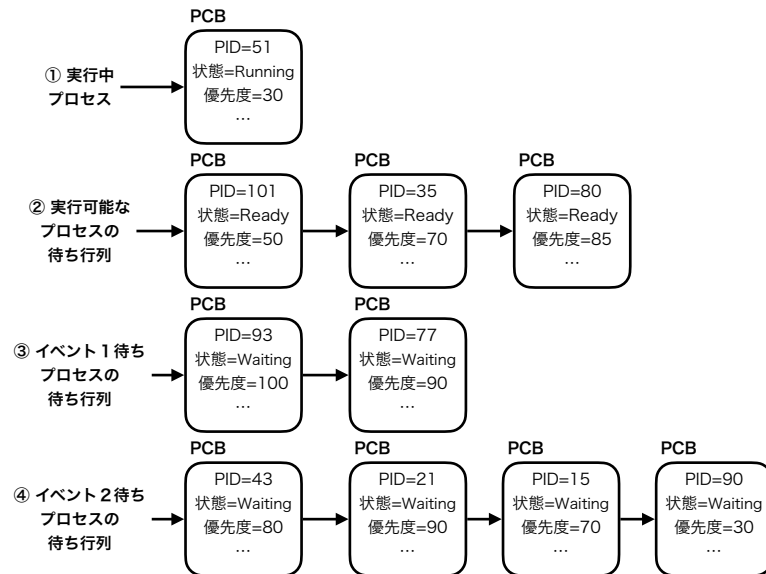 PCB
PID=51
状態=Running
優先度=30
…
① 実行中
プロセス
PCB
PID=101
状態=Ready
優先度=50
…
PCB
PID=35
状態=Ready
優先度=70
…
PCB
PID=80
状態=Ready
優先度=85
…
② 実行可能な
プロセスの
待ち行列
PCB
PID=93
状態=Waiting
優先度=100
…
PCB
PID=77
状態=Waiting
優先度=90
…
③ イベント1待ち
プロセスの
待ち行列
PCB
PID=43
状態=Waiting
優先度=80
…
PCB
PID=21
状態=Waiting
優先度=90
…
PCB
PID=15
状態=Waiting
優先度=70
…
PCB
PID=90
状態=Waiting
優先度=30
…
④ イベント2待ち
プロセスの
待ち行列